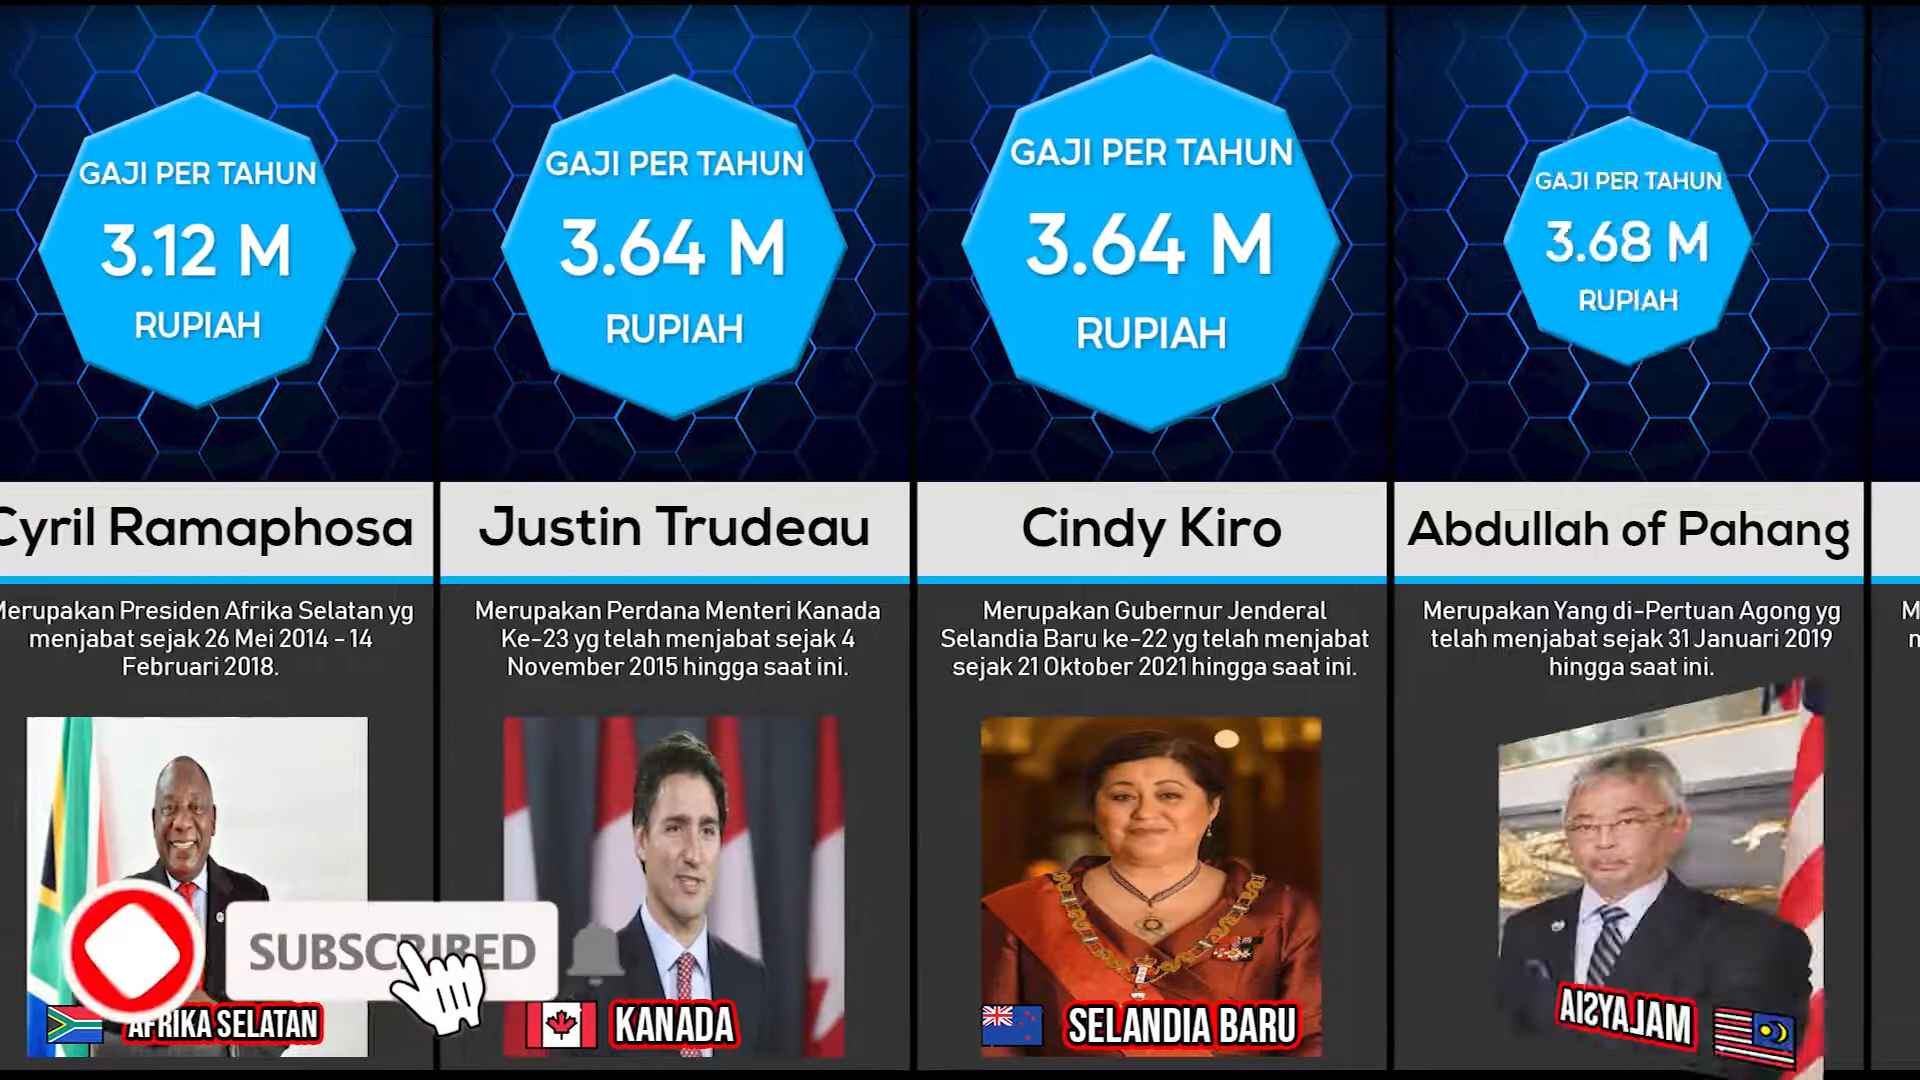 GAJI PER TAHUN
3.12 M
RUPIAH
Cyril Ramaphosa
Merupakan Presiden Afrika Selatan yg
menjabat sejak 26 Mei 2014 - 14
Februari 2018.
AFRIKA SELATAN
SUBSCRIBED
GAJI PER TAHUN
3.64 M
RUPIAH
Justin Trudeau
Merupakan Perdana Menteri Kanada
Ke-23 yg telah menjabat sejak 4
November 2015 hingga saat ini.
KANADA
GAJI PER TAHUN
3.64 M
RUPIAH
Cindy Kiro
Merupakan Gubernur Jenderal
Selandia Baru ke-22 yg telah menjabat
sejak 21 Oktober 2021 hingga saat ini.
SELANDIA BARU
GAJI PER TAHUN
3.68 M
RUPIAH
Abdullah of Pahang
Merupakan Yang di-Pertuan Agong yg
telah menjabat sejak 31 Januari 2019
hingga saat ini.
MALAYSIA